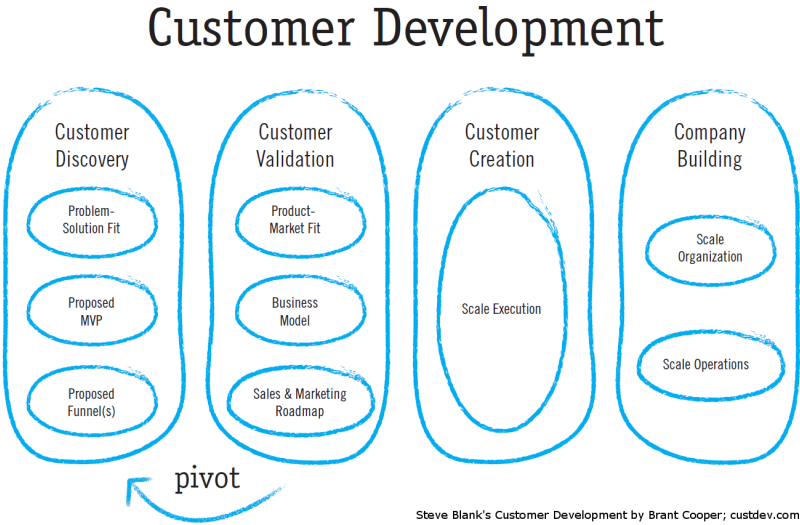 Customer Development
Customer
Discovery
Problem-
Solution Fit
Proposed
MVP
Proposed
Funnel(s)
Customer
Validation
Product-
Market Fit
Business
Model
Sales & Marketing
Roadmap
Customer
Creation
Scale Execution
Company
Building
Scale
Organization
Scale Operations
pivot
Steve Blank's Customer Development by Brant Cooper; custdev.com